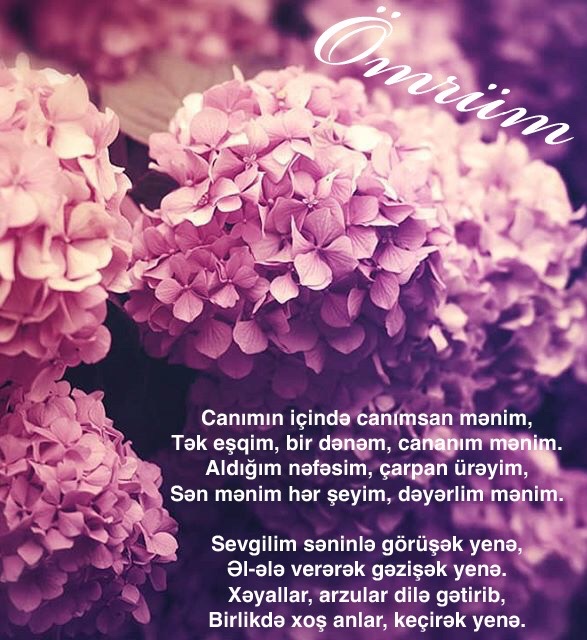 Ömrüm
Canımın içində canımsan mənim,
Tək eşqim, bir dənəm, cananım mənim.
Aldığım nəfəsim, çarpan ürəyim,
Sən mənim hər şeyim, dəyərlim mənim.
Sevgilim səninlə görüşək yenə,
Əl-ələ verərək gəzişək yenə.
Xəyallar, arzular dilə gətirib,
Birlikdə xoş anlar, keçirək yenə.